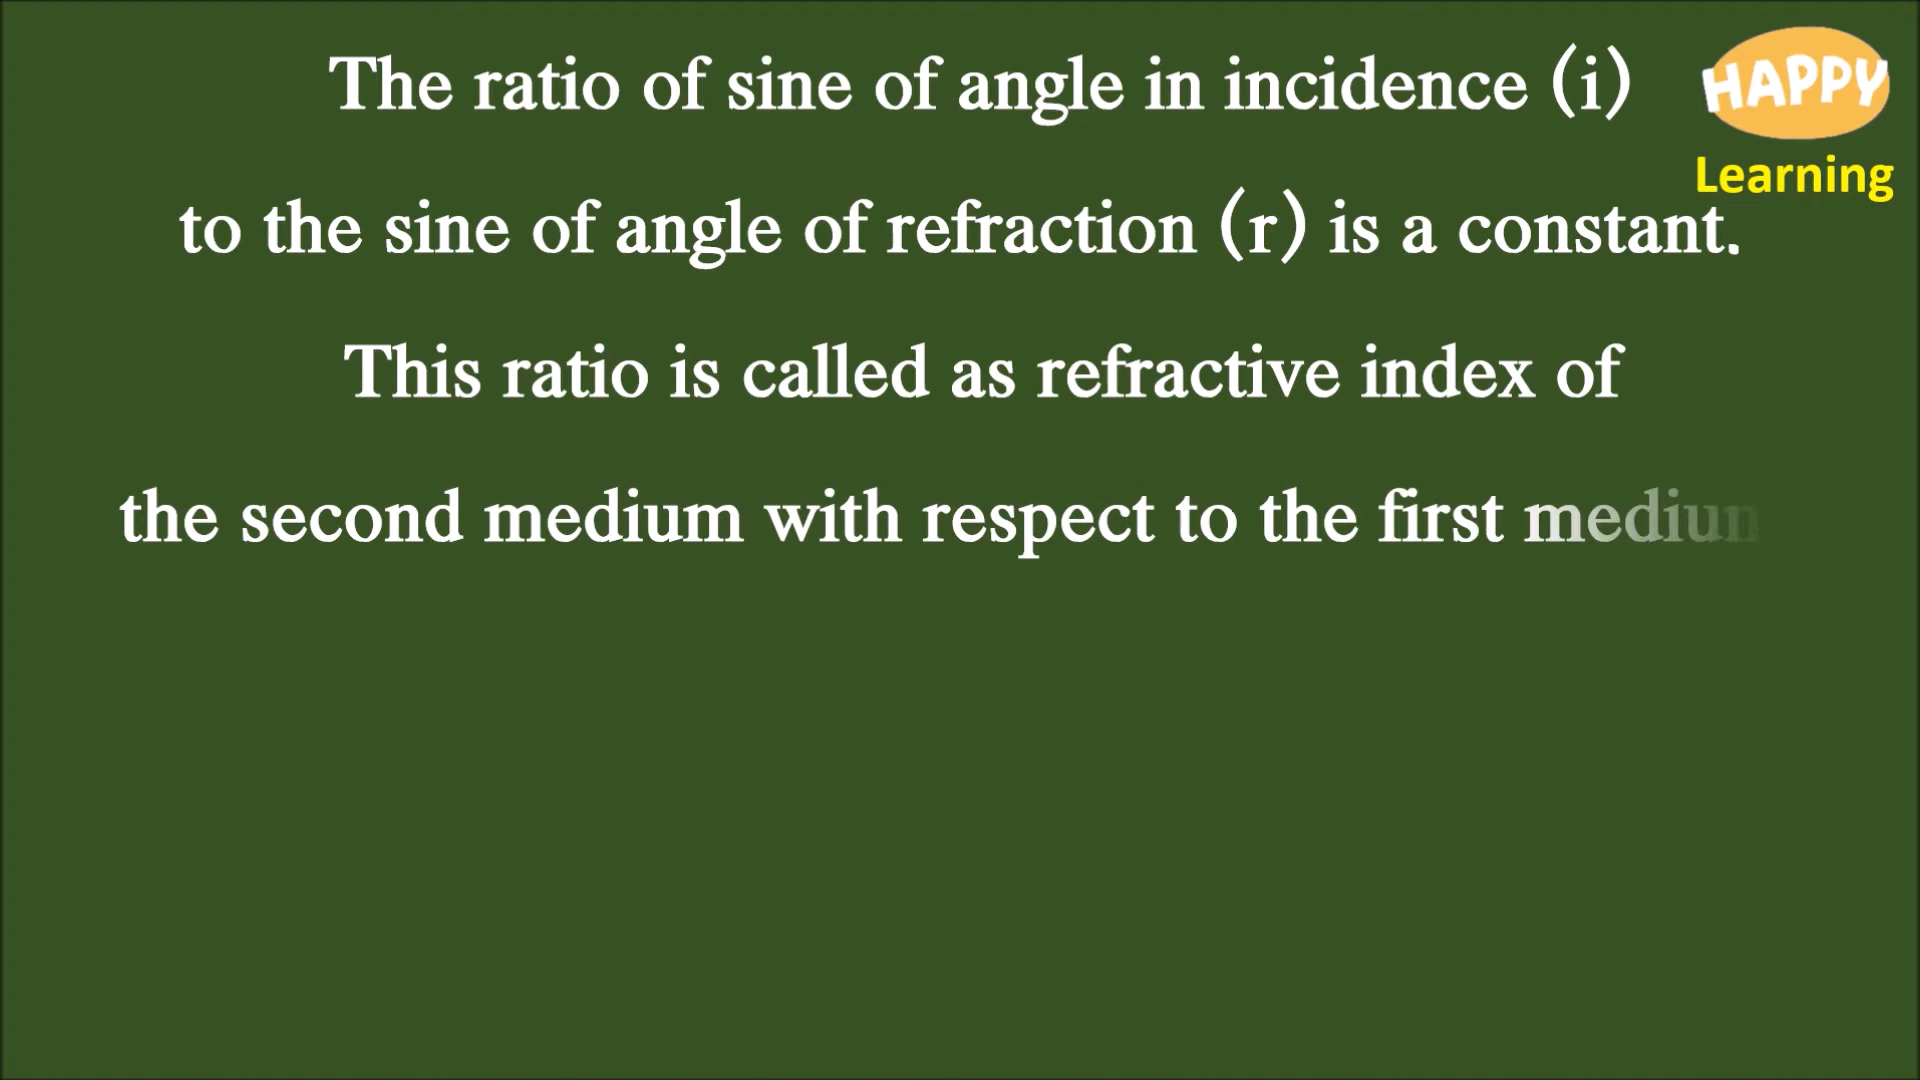 The ratio of sine of angle in incidence (i)
to the sine of angle of refraction (r) is a constant.
This ratio is called as refractive index of
the second medium with respect to the first medium
HAPPY
Learning